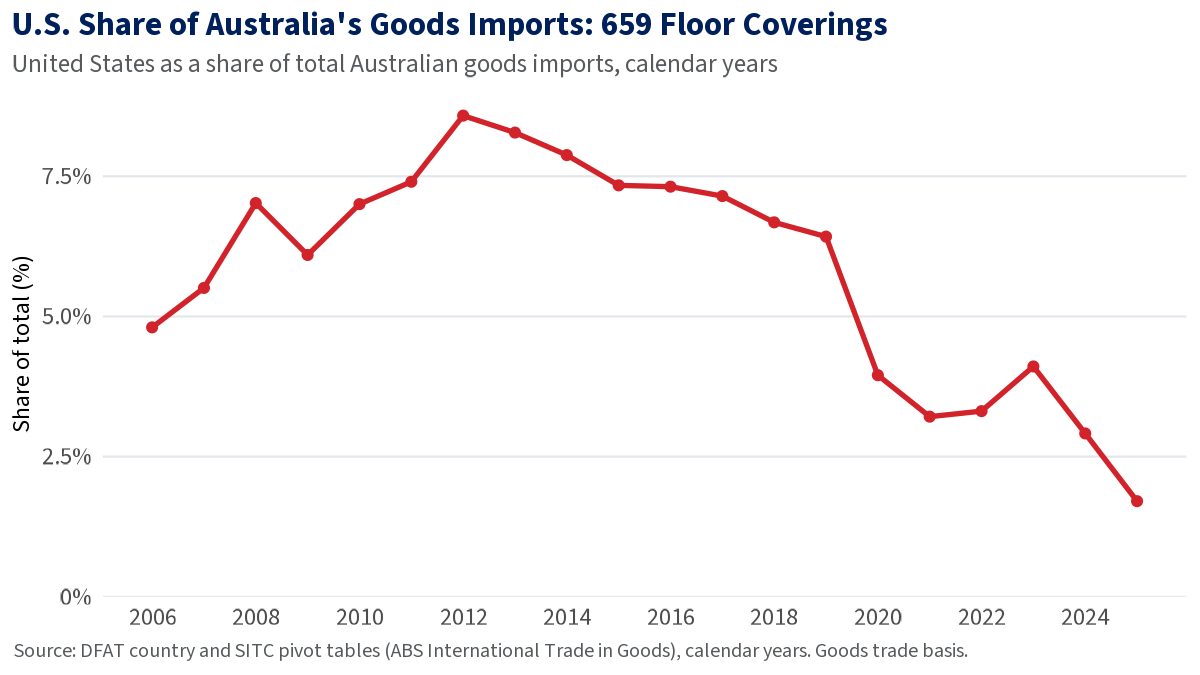 U.S. Share of Australia's Goods Imports: 659 Floor Coverings
United States as a share of total Australian goods imports, calendar years
Share of total (%)
7.5%
5.0%
2.5%
0%
2006 2008 2010 2012 2014 2016 2018 2020 2022 2024
Source: DFAT country and SITC pivot tables (ABS International Trade in Goods), calendar years. Goods trade basis.